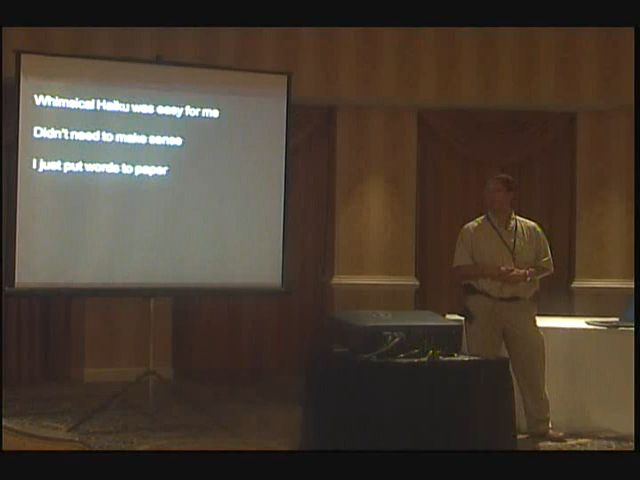 Whimsical Haiku was easy for me
Didn't need to make sense
I just put words to paper